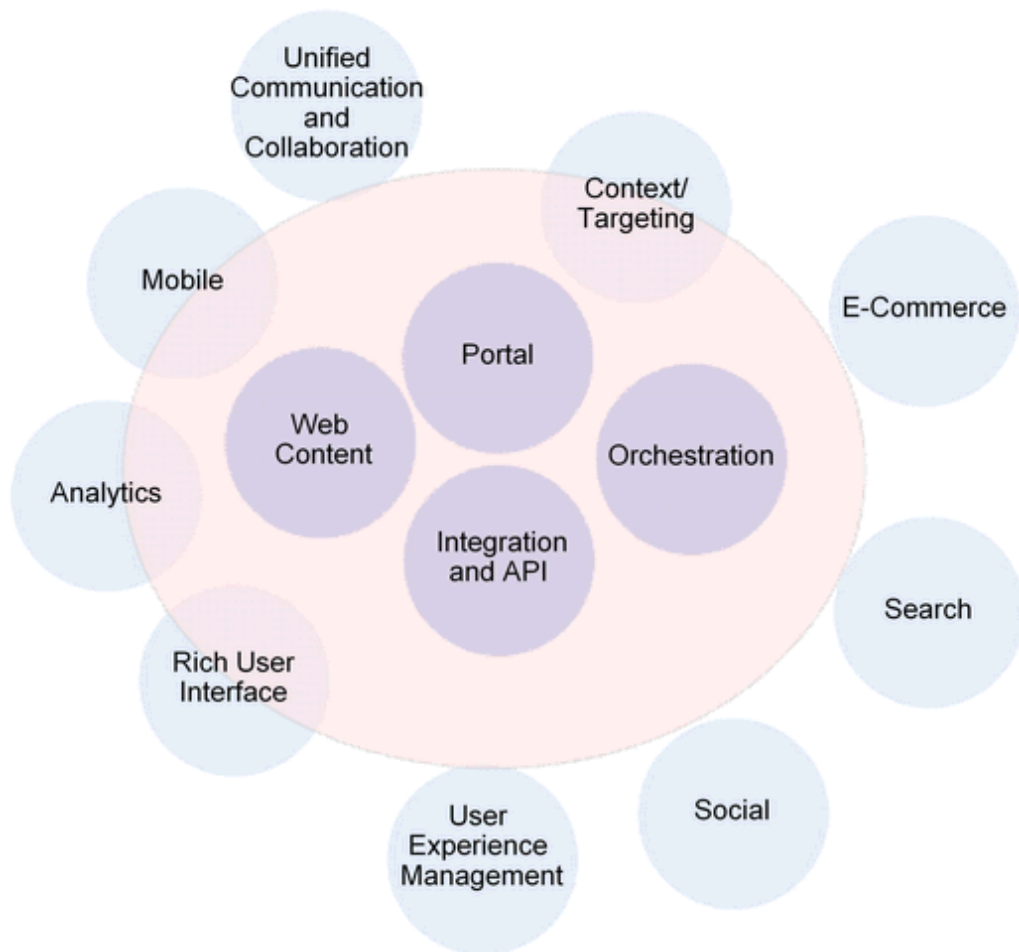 Unified
Communication
and
Collaboration
Context/
Targeting
Mobile
E-Commerce
Portal
Web
Content
Orchestration
Analytics
Integration
and API
Search
Rich User
Interface
Social
User
Experience
Management